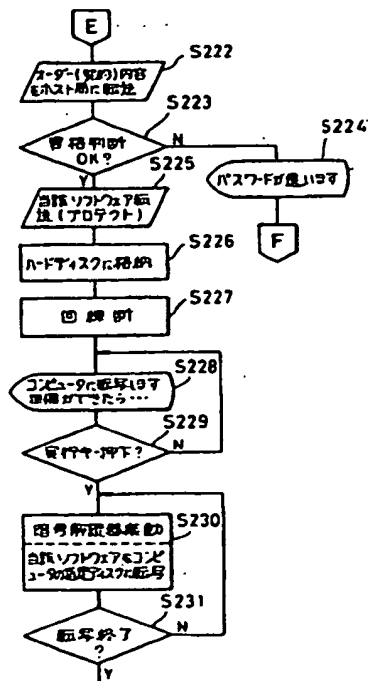 E
S222
オーダー(契約)内容
をホスト局に転送
S223
資格判断
OK?
N
S224
パスワードが違います
F
Y
S225
当該ソフトウェア転
送(プロテクト)
S226
ハードディスクに格納
S227
回線断
S228
コンピュータに転写します
準備ができたら…
S229
実行キー押下?
N
Y
S230
暗号解読器起動
当該ソフトウェアをコンピ
ュータの指定ディスクに転写
S231
転写終了
?
N
Y